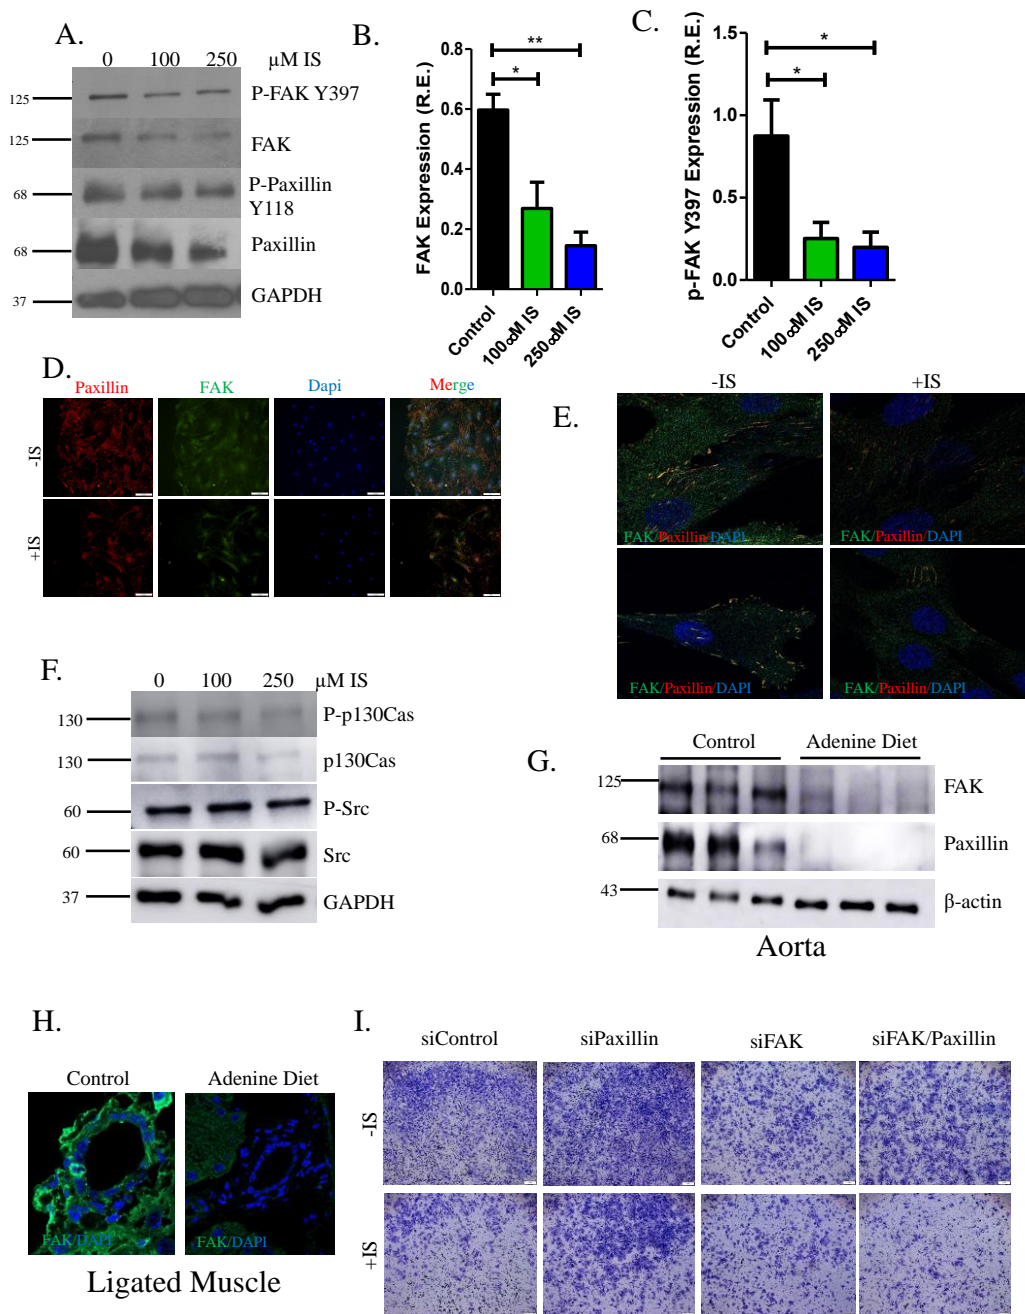 A.
0 100 250 µM IS
125 P-FAK Y397
125 FAK
68 P-Paxillin
Y118
68 Paxillin
37 GAPDH
B.
FAK Expression (R.E.)
0.8
0.6
0.4
0.2
0.0
**
*
Control
100∞M IS
250∞M IS
C.
p-FAK Y397 Expression (R.E.)
1.5
1.0
0.5
0.0
*
*
Control
100∞M IS
250∞M IS
D.
Paxillin FAK Dapi Merge
-IS
+IS
E.
-IS +IS
FAK/Paxillin/DAPI FAK/Paxillin/DAPI
FAK/Paxillin/DAPI FAK/Paxillin/DAPI
F.
0 100 250 µM IS
130 P-p130Cas
130 p130Cas
60 P-Src
60 Src
37 GAPDH
G.
Control Adenine Diet
125 FAK
68 Paxillin
43 β-actin
Aorta
H.
Control Adenine Diet
FAK/DAPI FAK/DAPI
Ligated Muscle
I.
siControl siPaxillin siFAK siFAK/Paxillin
-IS
+IS